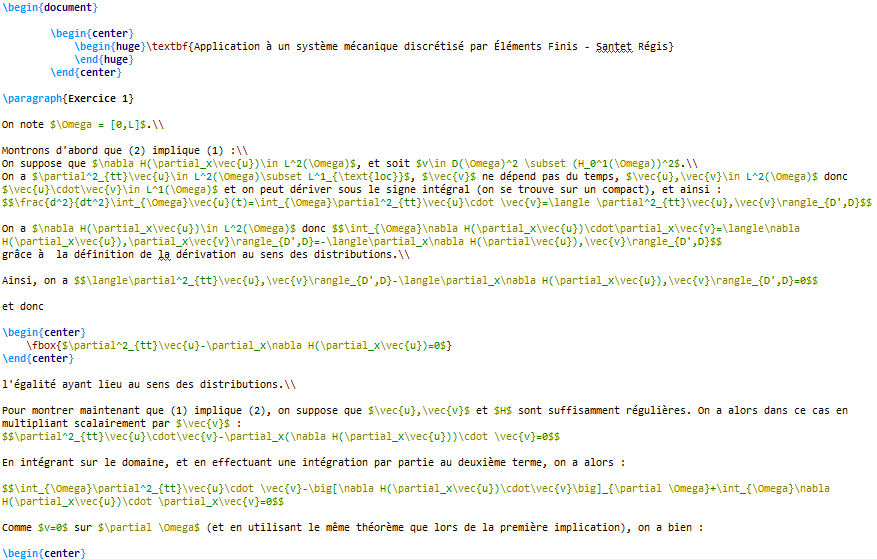 \begin{document}
\begin{center}
\begin{huge}\textbf{Application à un système mécanique discrétisé par Éléments Finis - Santet Régis}
\end{huge}
\end{center}
\paragraph{Exercice 1}
On note $\Omega = [0,L]$.\\
Montrons d'abord que (2) implique (1) :\\
On suppose que $\nabla H(\partial_x\vec{u})\in L^2(\Omega)$, et soit $v\in D(\Omega)^2 \subset (H_0^1(\Omega))^2$.\\
On a $\partial^2_{tt}\vec{u}\in L^2(\Omega)\subset L^1_{\text{loc}}$, $\vec{v}$ ne dépend pas du temps, $\vec{u},\vec{v}\in L^2(\Omega)$ donc
$\vec{u}\cdot\vec{v}\in L^1(\Omega)$ et on peut dériver sous le signe intégral (on se trouve sur un compact), et ainsi :
$$\frac{d^2}{dt^2}\int_{\Omega}\vec{u}(t)=\int_{\Omega}\partial^2_{tt}\vec{u}\cdot \vec{v}=\langle \partial^2_{tt}\vec{u},\vec{v}\rangle_{D',D}$$
On a $\nabla H(\partial_x\vec{u})\in L^2(\Omega)$ donc $$\int_{\Omega}\nabla H(\partial_x\vec{u})\cdot\partial_x\vec{v}=\langle\nabla
H(\partial_x\vec{u}),\partial_x\vec{v}\rangle_{D',D}=-\langle\partial_x\nabla H(\partial\vec{u}),\vec{v}\rangle_{D',D}$$
grâce à  la définition de la dérivation au sens des distributions.\\
Ainsi, on a $$\langle\partial^2_{tt}\vec{u},\vec{v}\rangle_{D',D}-\langle\partial_x\nabla H(\partial_x\vec{u}),\vec{v}\rangle_{D',D}=0$$
et donc
\begin{center}
\fbox{$\partial^2_{tt}\vec{u}-\partial_x\nabla H(\partial_x\vec{u})=0$}
\end{center}
l'égalité ayant lieu au sens des distributions.\\
Pour montrer maintenant que (1) implique (2), on suppose que $\vec{u},\vec{v}$ et $H$ sont suffisamment régulières. On a alors dans ce cas en
multipliant scalairement par $\vec{v}$ :
$$\partial^2_{tt}\vec{u}\cdot\vec{v}-\partial_x(\nabla H(\partial_x\vec{u}))\cdot \vec{v}=0$$
En intégrant sur le domaine, et en effectuant une intégration par partie au deuxième terme, on a alors :
$$\int_{\Omega}\partial^2_{tt}\vec{u}\cdot \vec{v}-\big[\nabla H(\partial_x\vec{u})\cdot\vec{v}\big]_{\partial \Omega}+\int_{\Omega}\nabla
H(\partial_x\vec{u})\cdot \partial_x\vec{v}=0$$
Comme $v=0$ sur $\partial \Omega$ (et en utilisant le même théorème que lors de la première implication), on a bien :
\begin{center}